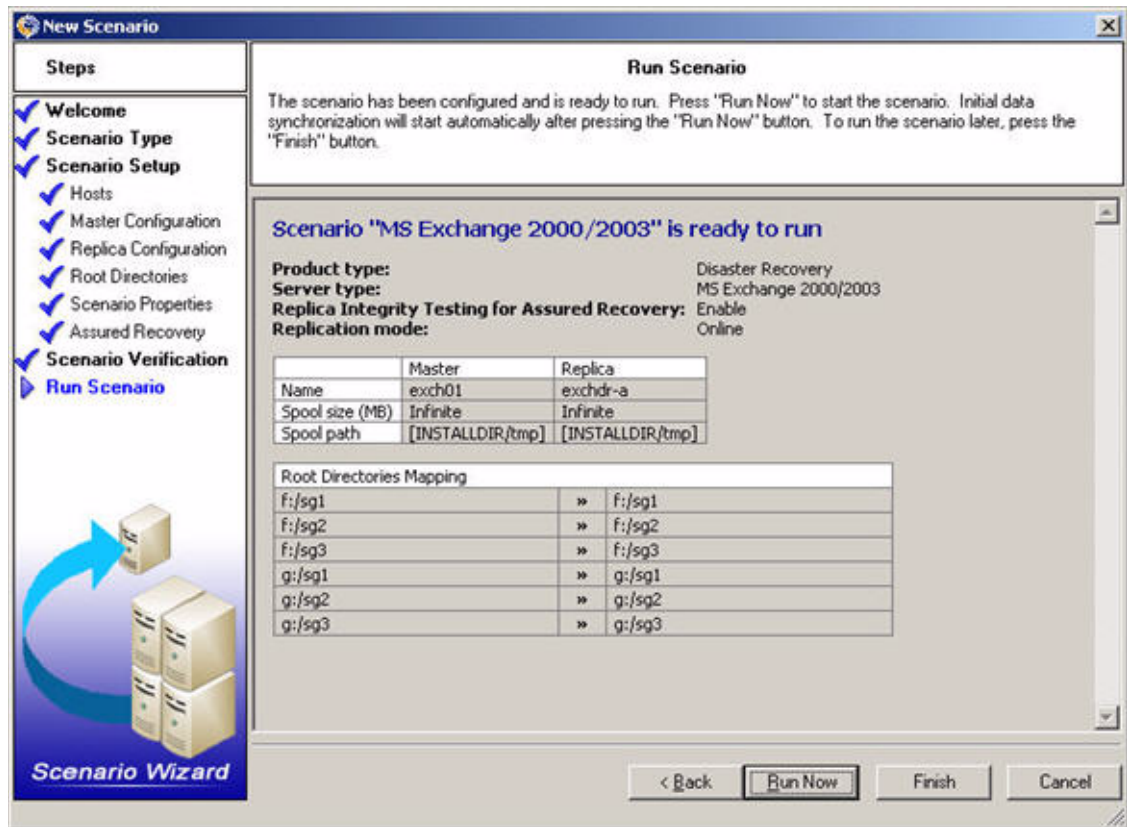 New Scenario
Steps
Welcome
Scenario Type
Scenario Setup
Hosts
Master Configuration
Replica Configuration
Root Directories
Scenario Properties
Assured Recovery
Scenario Verification
Run Scenario
Scenario Wizard
Run Scenario
The scenario has been configured and is ready to run. Press "Run Now" to start the scenario. Initial data
synchronization will start automatically after pressing the "Run Now" button. To run the scenario later, press the
"Finish" button.
Scenario "MS Exchange 2000/2003" is ready to run
Product type: Disaster Recovery
Server type: MS Exchange 2000/2003
Replica Integrity Testing for Assured Recovery: Enable
Replication mode: Online
Master Replica
Name exch01 exchdr-a
Spool size (MB) Infinite Infinite
Spool path [INSTALLDIR/tmp] [INSTALLDIR/tmp]
Root Directories Mapping
f:/sg1 » f:/sg1
f:/sg2 » f:/sg2
f:/sg3 » f:/sg3
g:/sg1 » g:/sg1
g:/sg2 » g:/sg2
g:/sg3 » g:/sg3
< Back Run Now Finish Cancel